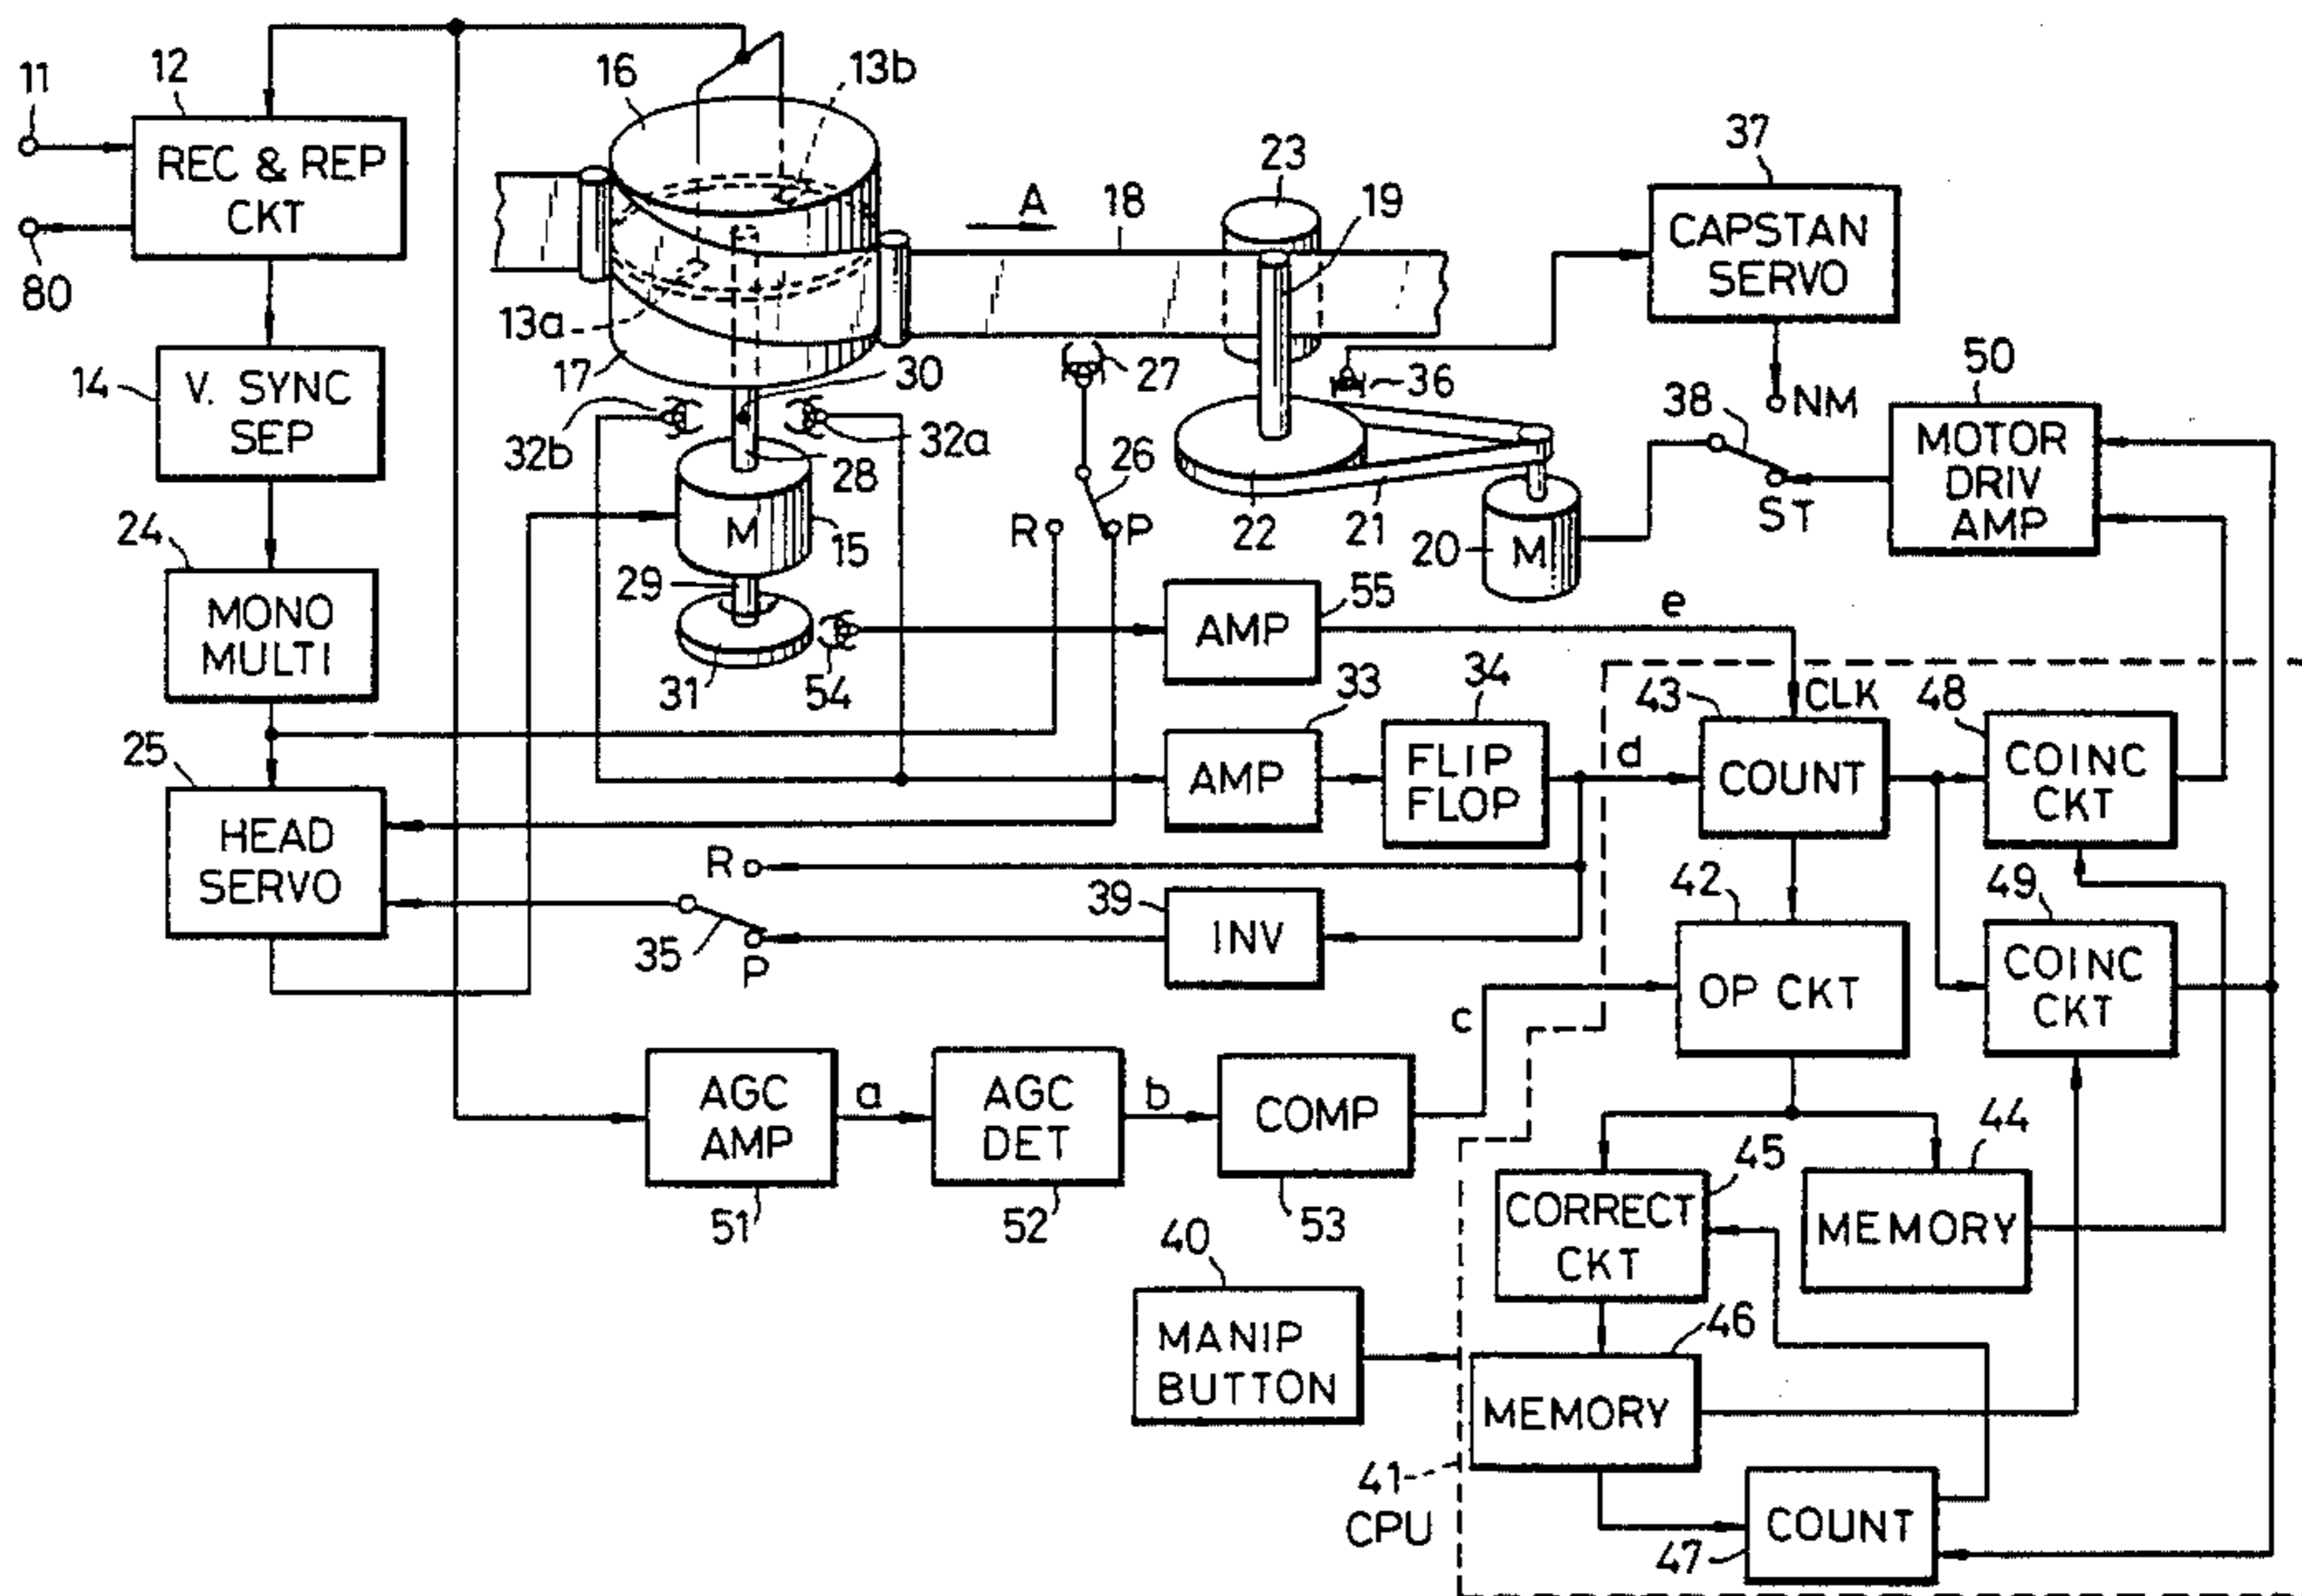 11
12
REC & REP
CKT
80
16
13b
13a
17
A
18
23
19
37
CAPSTAN
SERVO
14
V. SYNC
SEP
30
27
36
NM
50
38
MOTOR
DRIV
AMP
ST
32b
32a
28
26
R
P
M
15
22
21
20
M
24
MONO
MULTI
29
31
54
AMP
55
e
CLK
33
AMP
34
FLIP
FLOP
d
43
COUNT
48
COINC
CKT
25
HEAD
SERVO
R
35
P
39
INV
42
OP CKT
49
COINC
CKT
c
AGC
AMP
51
a
AGC
DET
52
b
COMP
53
45
CORRECT
CKT
44
MEMORY
40
MANIP
BUTTON
46
MEMORY
41
CPU
COUNT
47